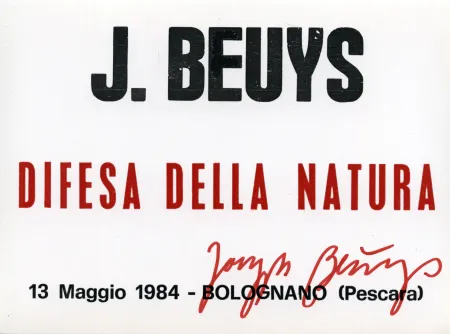 J. BEUYS
DIFESA DELLA NATURA
Joseph Beuys
13 Maggio 1984 - BOLOGNANO (Pescara)